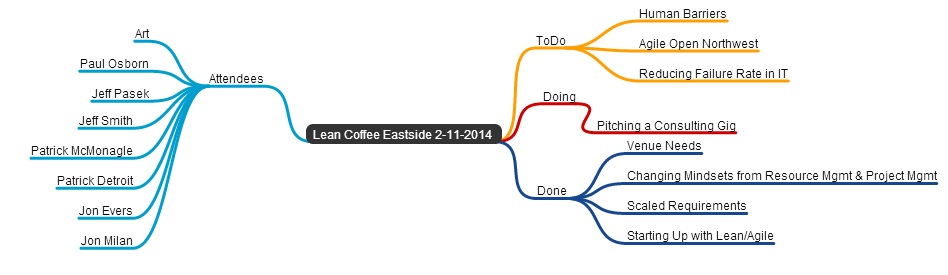 Lean Coffee Eastside 2-11-2014
Attendees
Art
Paul Osborn
Jeff Pasek
Jeff Smith
Patrick McMonagle
Patrick Detroit
Jon Evers
Jon Milan
ToDo
Human Barriers
Agile Open Northwest
Reducing Failure Rate in IT
Doing
Pitching a Consulting Gig
Done
Venue Needs
Changing Mindsets from Resource Mgmt & Project Mgmt
Scaled Requirements
Starting Up with Lean/Agile